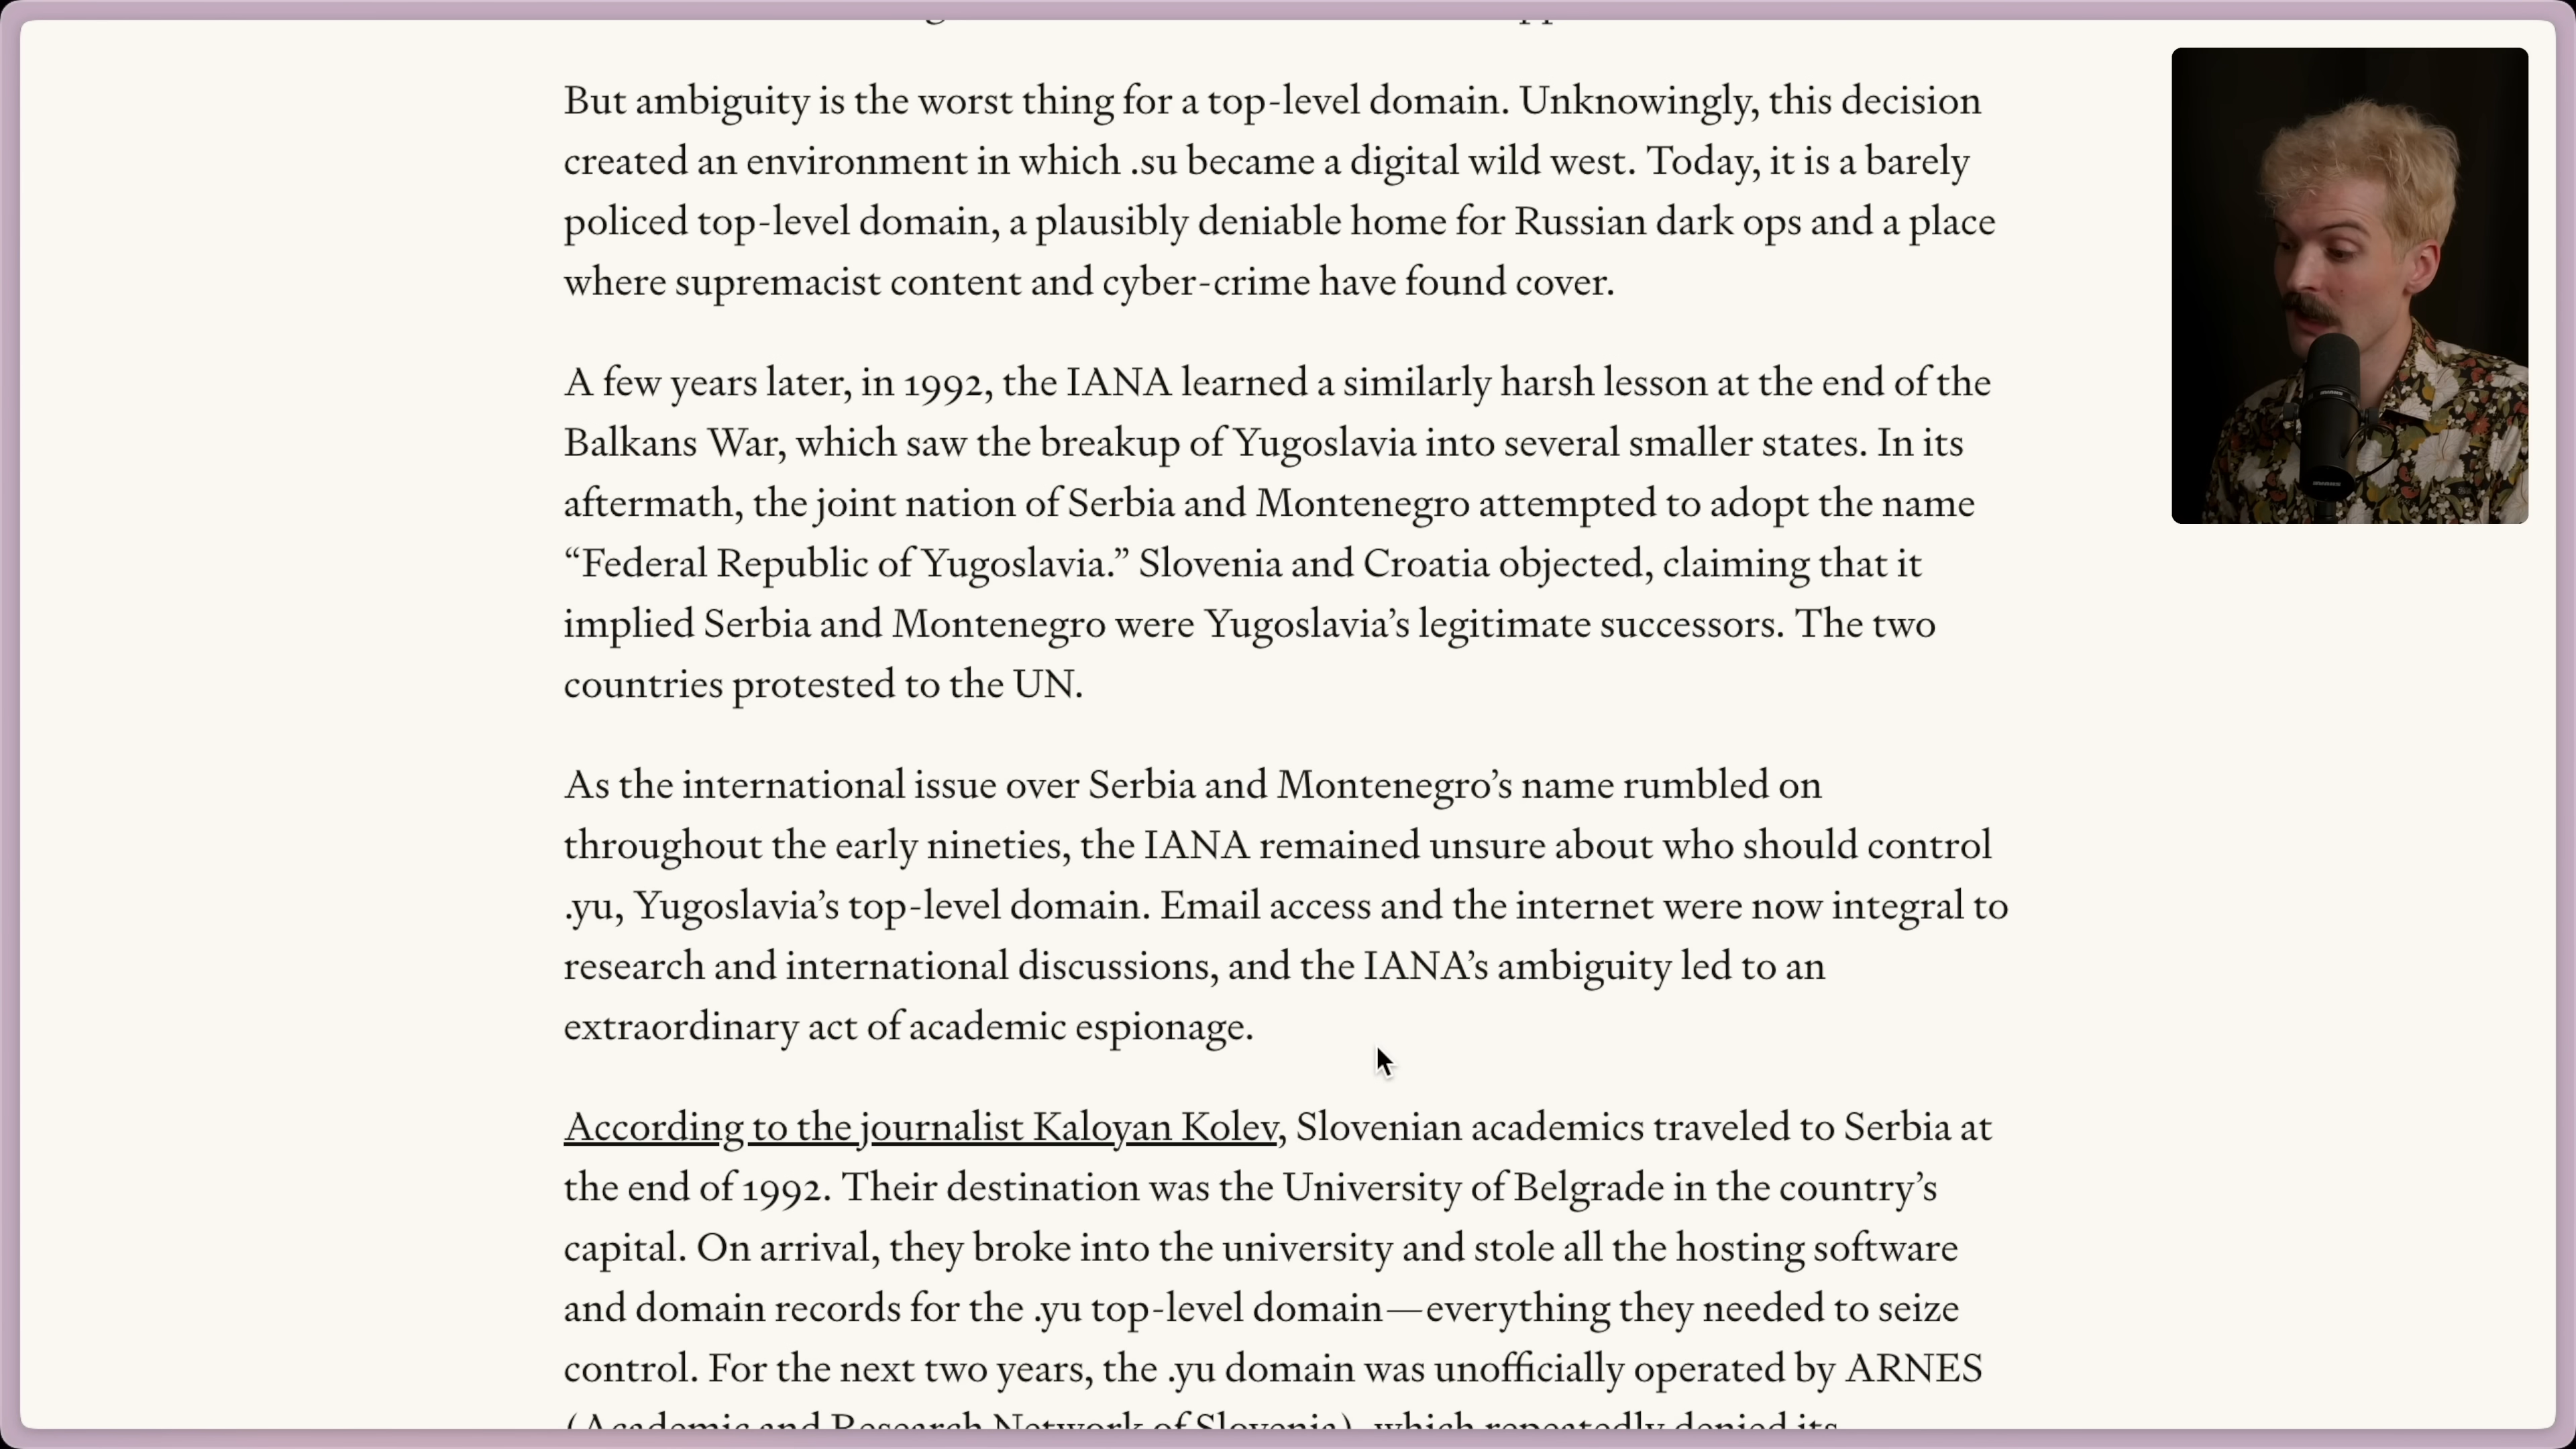 But ambiguity is the worst thing for a top-level domain. Unknowingly, this decision
created an environment in which .su became a digital wild west. Today, it is a barely
policed top-level domain, a plausibly deniable home for Russian dark ops and a place
where supremacist content and cyber-crime have found cover.
A few years later, in 1992, the IANA learned a similarly harsh lesson at the end of the
Balkans War, which saw the breakup of Yugoslavia into several smaller states. In its
aftermath, the joint nation of Serbia and Montenegro attempted to adopt the name
“Federal Republic of Yugoslavia.” Slovenia and Croatia objected, claiming that it
implied Serbia and Montenegro were Yugoslavia’s legitimate successors. The two
countries protested to the UN.
As the international issue over Serbia and Montenegro’s name rumbled on
throughout the early nineties, the IANA remained unsure about who should control
.yu, Yugoslavia’s top-level domain. Email access and the internet were now integral to
research and international discussions, and the IANA’s ambiguity led to an
extraordinary act of academic espionage.
According to the journalist Kaloyan Kolev, Slovenian academics traveled to Serbia at
the end of 1992. Their destination was the University of Belgrade in the country’s
capital. On arrival, they broke into the university and stole all the hosting software
and domain records for the .yu top-level domain—everything they needed to seize
control. For the next two years, the .yu domain was unofficially operated by ARNES
(Academic and Research Network of Slovenia), which repeatedly denied its